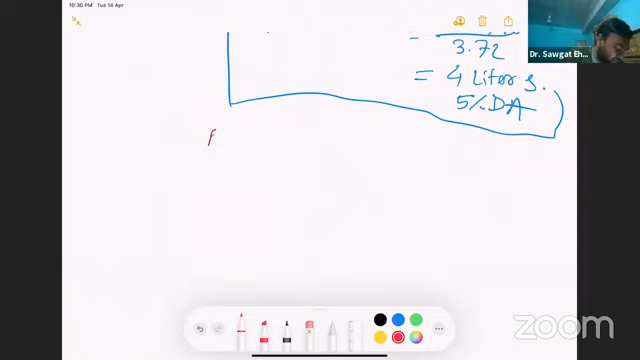 10:30 PM Tue 14 Apr
Dr. Sawgat Eh...
=
3.72
= 4 Liters.
5% DA
zoom